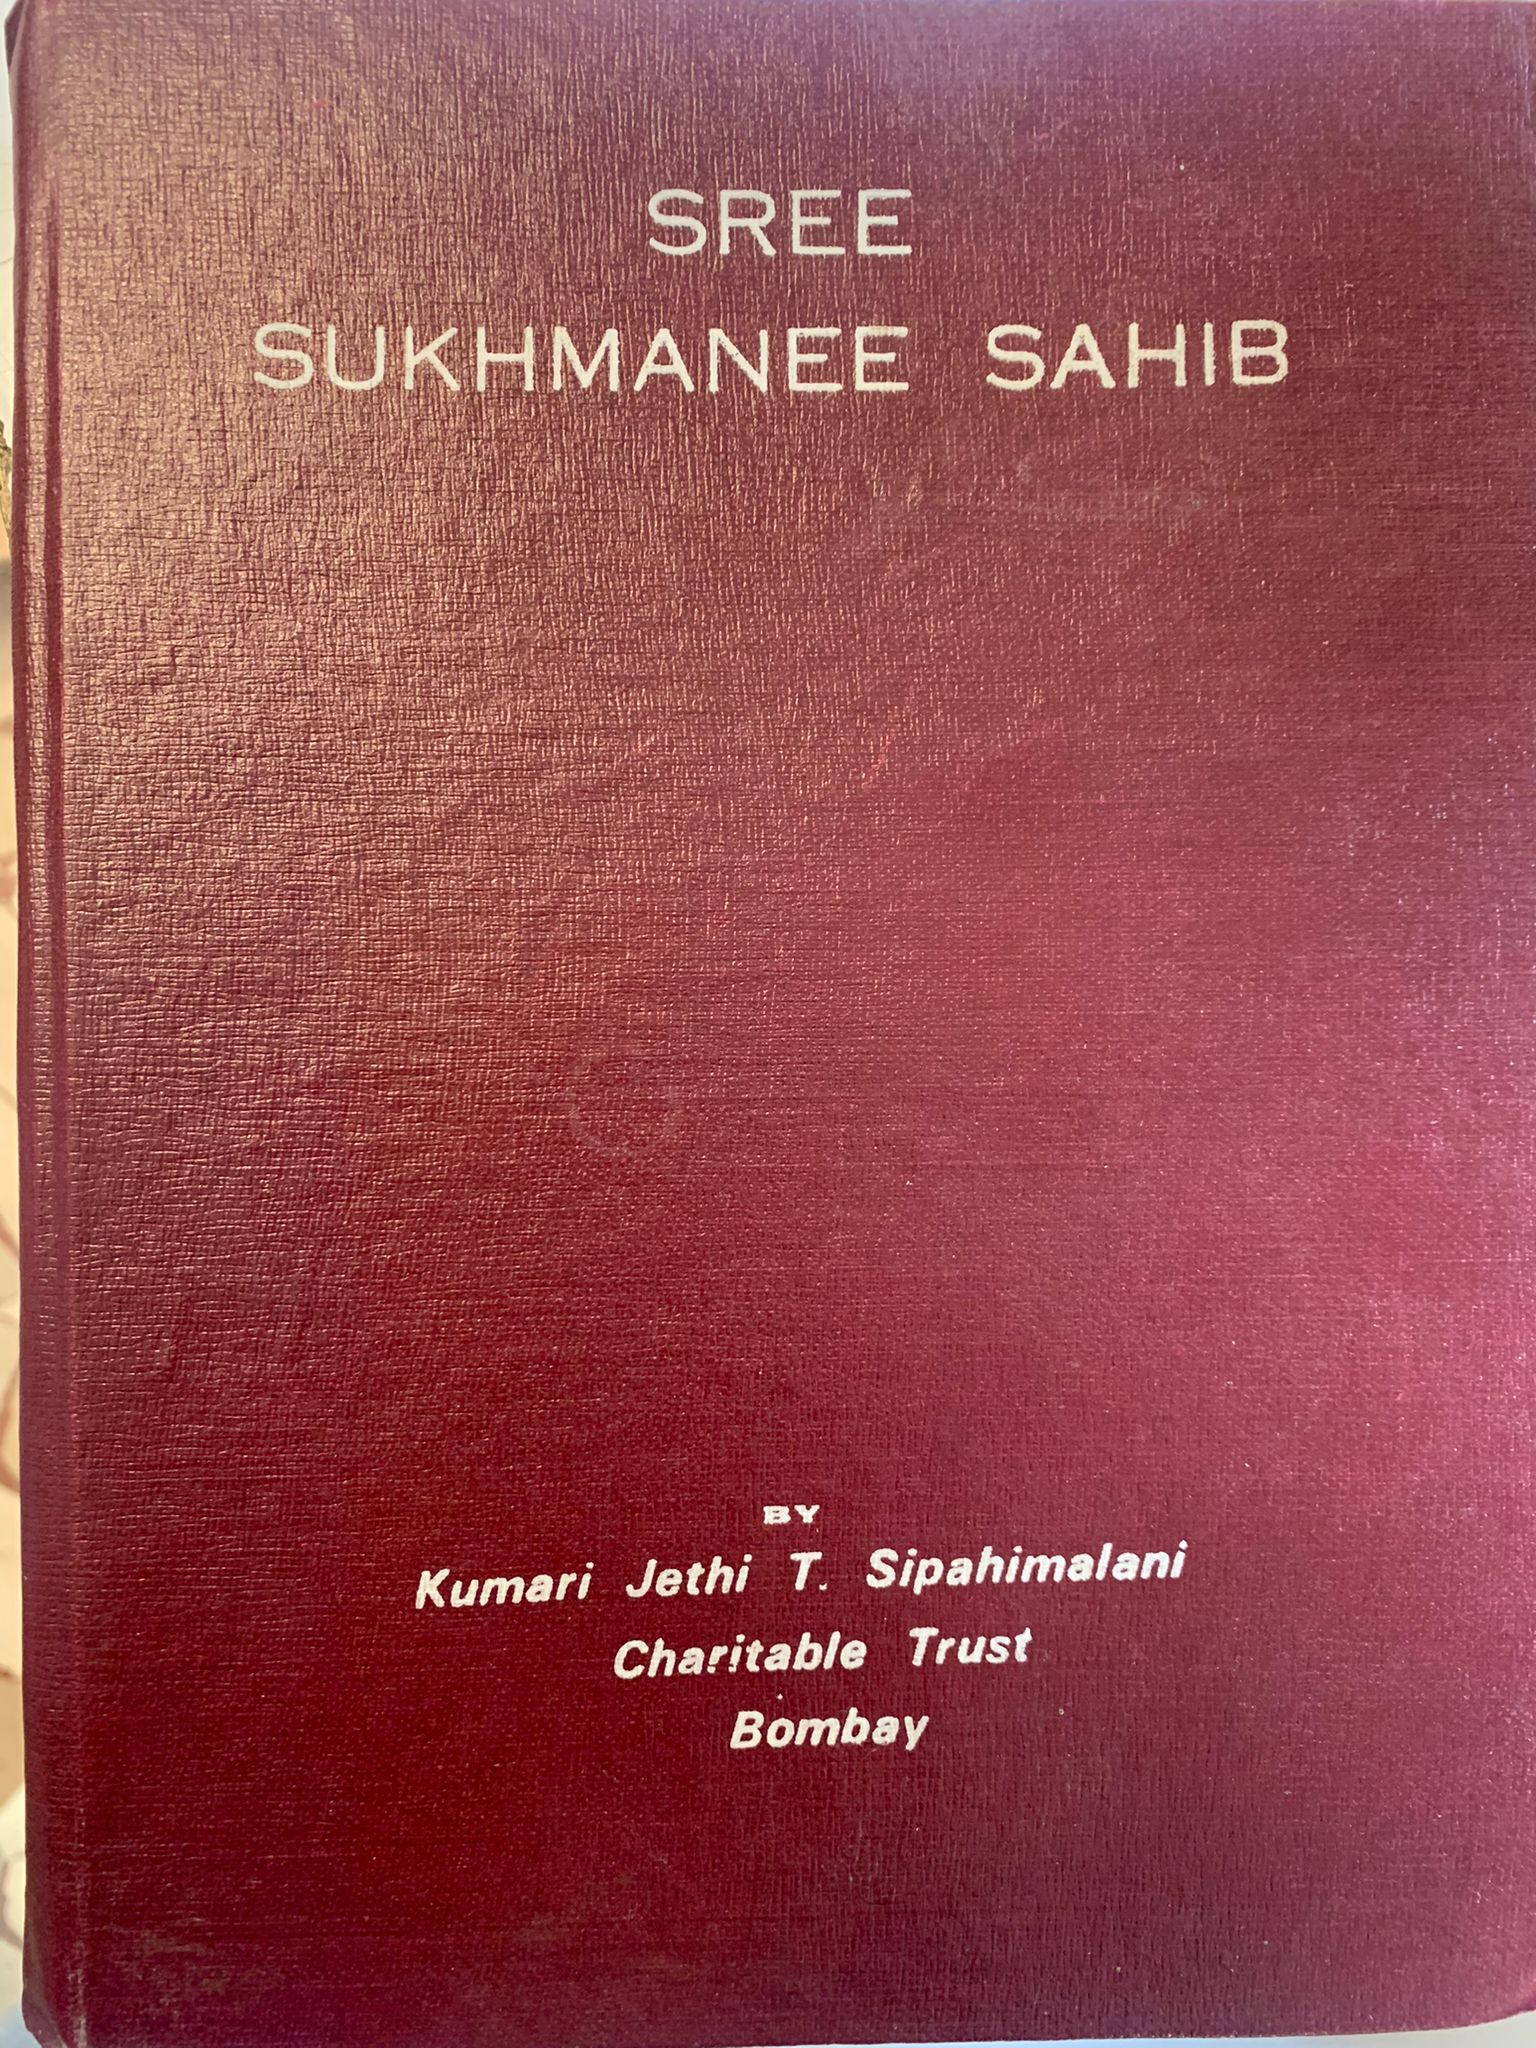 SREE
SUKHMANEE SAHIB
BY
Kumari Jethi T. Sipahimalani
Charitable Trust
Bombay